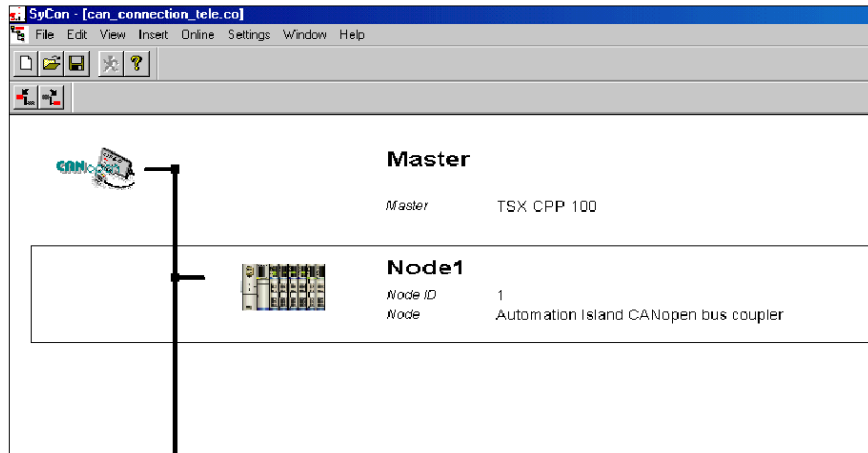 SyCon - [can_connection_tele.co]
File Edit View Insert Online Settings Window Help
CANopen
Master
Master TSX CPP 100
Node1
Node ID 1
Node Automation Island CANopen bus coupler